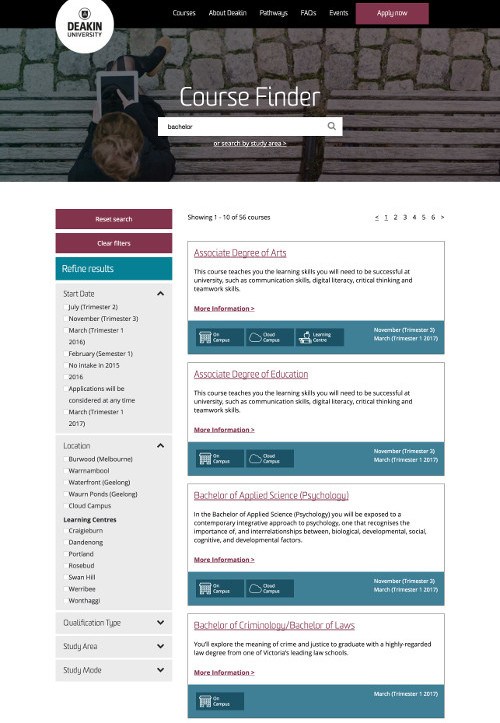 DEAKIN
UNIVERSITY
Courses About Deakin Pathways FAQs Events Apply now
Course Finder
bachelor
or search by study area >
Reset search
Clear filters
Refine results
Start Date
July (Trimester 2)
November (Trimester 3)
March (Trimester 1
2016)
February (Semester 1)
No intake in 2015
2016
Applications will be
considered at any time
March (Trimester 1
2017)
Location
Burwood (Melbourne)
Warrnambool
Waterfront (Geelong)
Waurn Ponds (Geelong)
Cloud Campus
Learning Centres
Craigieburn
Dandenong
Portland
Rosebud
Swan Hill
Werribee
Wonthaggi
Qualification Type
Study Area
Study Mode
Showing 1 - 10 of 56 courses
< 1 2 3 4 5 6 >
Associate Degree of Arts
This course teaches you the learning skills you will need to be successful at
university, such as communication skills, digital literacy, critical thinking and
teamwork skills.
More Information >
On
Campus
Cloud
Campus
Learning
Centre
November (Trimester 3)
March (Trimester 1 2017)
Associate Degree of Education
This course teaches you the learning skills you will need to be successful at
university, such as communication skills, digital literacy, critical thinking and
teamwork skills.
More Information >
On
Campus
Cloud
Campus
November (Trimester 3)
March (Trimester 1 2017)
Bachelor of Applied Science (Psychology)
In the Bachelor of Applied Science (Psychology) you will be exposed to a
contemporary integrative approach to psychology, one that recognises the
importance of, and interrelationships between, biological, developmental, social,
cognitive, and developmental factors.
More Information >
On
Campus
Cloud
Campus
November (Trimester 3)
March (Trimester 1 2017)
Bachelor of Criminology/Bachelor of Laws
You'll explore the meaning of crime and justice to graduate with a highly-regarded
law degree from one of Victoria's leading law schools.
More Information >
On
Campus
March (Trimester 1 2017)